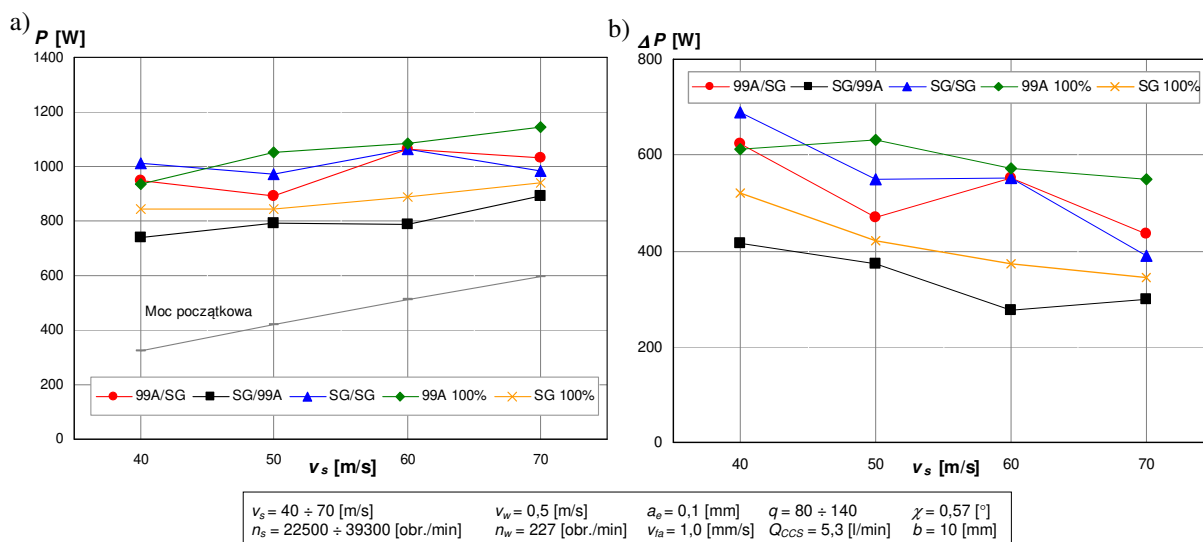 a)
P [W]
1400
1200
1000
800
600
400
200
0
Moc początkowa
99A/SG SG/99A SG/SG 99A 100% SG 100%
40 50 60 70
vs [m/s]
b)
ΔP [W]
800
600
400
200
0
99A/SG SG/99A SG/SG 99A 100% SG 100%
40 50 60 70
vs [m/s]
vs = 40 ÷ 70 [m/s] vw = 0,5 [m/s] ae = 0,1 [mm] q = 80 ÷ 140 χ = 0,57 [°]
ns = 22500 ÷ 39300 [obr./min] nw = 227 [obr./min] vfa = 1,0 [mm/s] QCCS = 5,3 [l/min] b = 10 [mm]